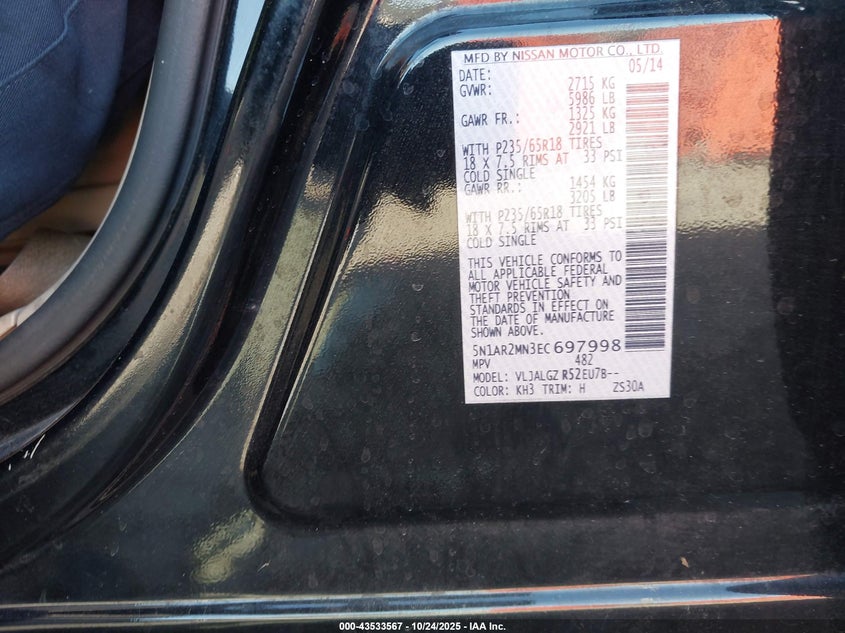 MFD BY NISSAN MOTOR CO., LTD.
DATE: 05/14
GVWR: 2715 KG
5986 LB
GAWR FR.: 1325 KG
2921 LB
WITH P235/65R18 TIRES
18 X 7.5 RIMS AT 33 PSI
COLD SINGLE
GAWR RR.: 1454 KG
3205 LB
WITH P235/65R18 TIRES
18 X 7.5 RIMS AT 33 PSI
COLD SINGLE
THIS VEHICLE CONFORMS TO
ALL APPLICABLE FEDERAL
MOTOR VEHICLE SAFETY AND
THEFT PREVENTION
STANDARDS IN EFFECT ON
THE DATE OF MANUFACTURE
SHOWN ABOVE.
5N1AR2MN3EC697998
MPV 482
MODEL: VLJALGZ R52EU7B--
COLOR: KH3 TRIM: H ZS30A
000-43533567 - 10/24/2025 - IAA Inc.